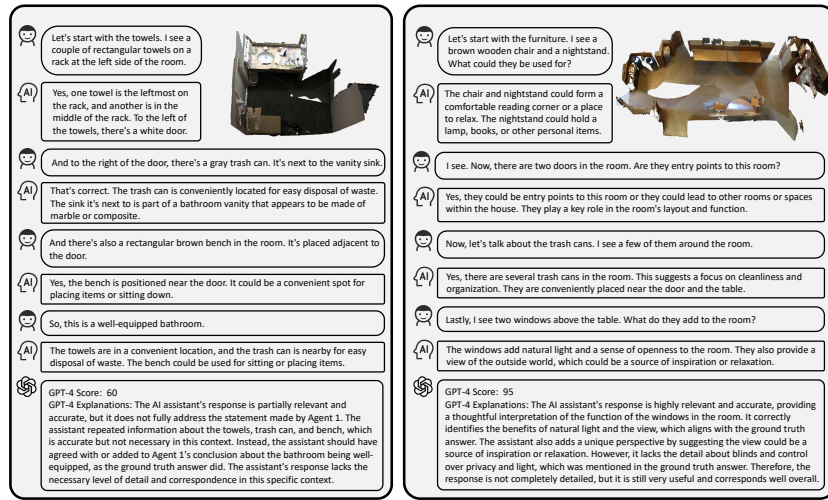 Let's start with the towels. I see a
couple of rectangular towels on a
rack at the left side of the room.
AI
Yes, one towel is the leftmost on
the rack, and another is in the
middle of the rack. To the left of
the towels, there's a white door.
And to the right of the door, there's a gray trash can. It's next to the vanity sink.
AI
That's correct. The trash can is conveniently located for easy disposal of waste.
The sink it's next to is part of a bathroom vanity that appears to be made of
marble or composite.
And there's also a rectangular brown bench in the room. It's placed adjacent to
the door.
AI
Yes, the bench is positioned near the door. It could be a convenient spot for
placing items or sitting down.
So, this is a well-equipped bathroom.
AI
The towels are in a convenient location, and the trash can is nearby for easy
disposal of waste. The bench could be used for sitting or placing items.
GPT-4 Score: 60
GPT-4 Explanations: The AI assistant's response is partially relevant and
accurate, but it does not fully address the statement made by Agent 1. The
assistant repeated information about the towels, trash can, and bench, which
is accurate but not necessary in this context. Instead, the assistant should have
agreed with or added to Agent 1's conclusion about the bathroom being well-
equipped, as the ground truth answer did. The assistant's response lacks the
necessary level of detail and correspondence in this specific context.
Let's start with the furniture. I see a
brown wooden chair and a nightstand.
What could they be used for?
AI
The chair and nightstand could form a
comfortable reading corner or a place
to relax. The nightstand could hold a
lamp, books, or other personal items.
I see. Now, there are two doors in the room. Are they entry points to this room?
AI
Yes, they could be entry points to this room or they could lead to other rooms or spaces
within the house. They play a key role in the room's layout and function.
Now, let's talk about the trash cans. I see a few of them around the room.
AI
Yes, there are several trash cans in the room. This suggests a focus on cleanliness and
organization. They are conveniently placed near the door and the table.
Lastly, I see two windows above the table. What do they add to the room?
AI
The windows add natural light and a sense of openness to the room. They also provide a
view of the outside world, which could be a source of inspiration or relaxation.
GPT-4 Score: 95
GPT-4 Explanations: The AI assistant's response is highly relevant and accurate, providing
a thoughtful interpretation of the function of the windows in the room. It correctly
identifies the benefits of natural light and the view, which aligns with the ground truth
answer. The assistant also adds a unique perspective by suggesting the view could be a
source of inspiration or relaxation. However, it lacks the detail about blinds and control
over privacy and light, which was mentioned in the ground truth answer. Therefore, the
response is not completely detailed, but it is still very useful and corresponds well overall.